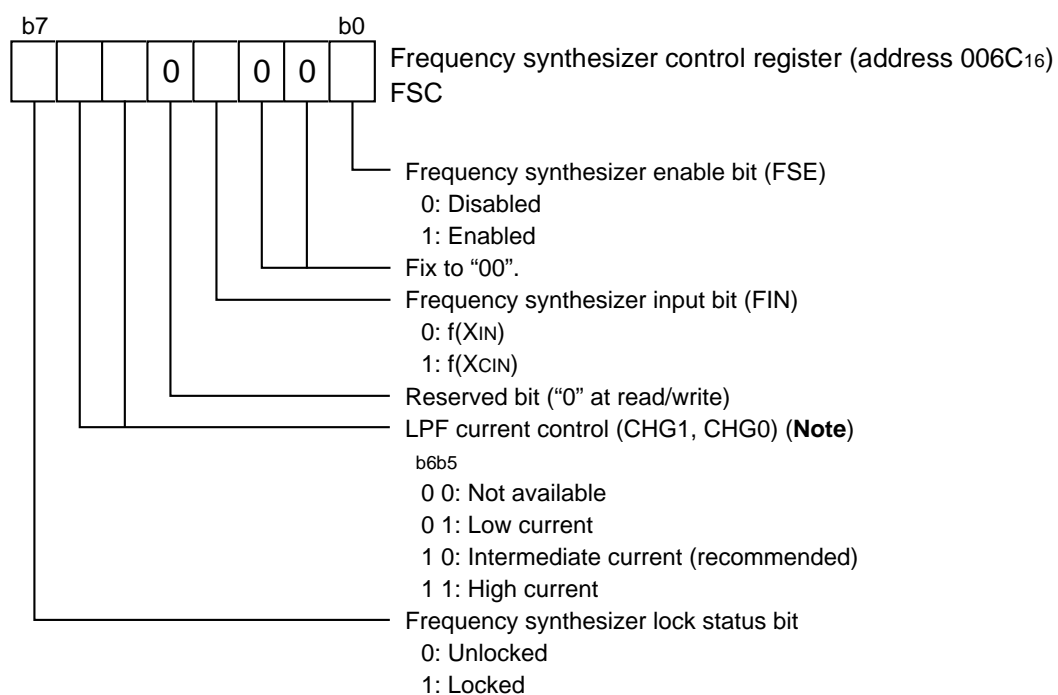 b7 b0
0 0 0
Frequency synthesizer control register (address 006C16)
FSC
Frequency synthesizer enable bit (FSE)
0: Disabled
1: Enabled
Fix to “00”.
Frequency synthesizer input bit (FIN)
0: f(XIN)
1: f(XCIN)
Reserved bit (“0” at read/write)
LPF current control (CHG1, CHG0) (Note)
b6b5
0 0: Not available
0 1: Low current
1 0: Intermediate current (recommended)
1 1: High current
Frequency synthesizer lock status bit
0: Unlocked
1: Locked